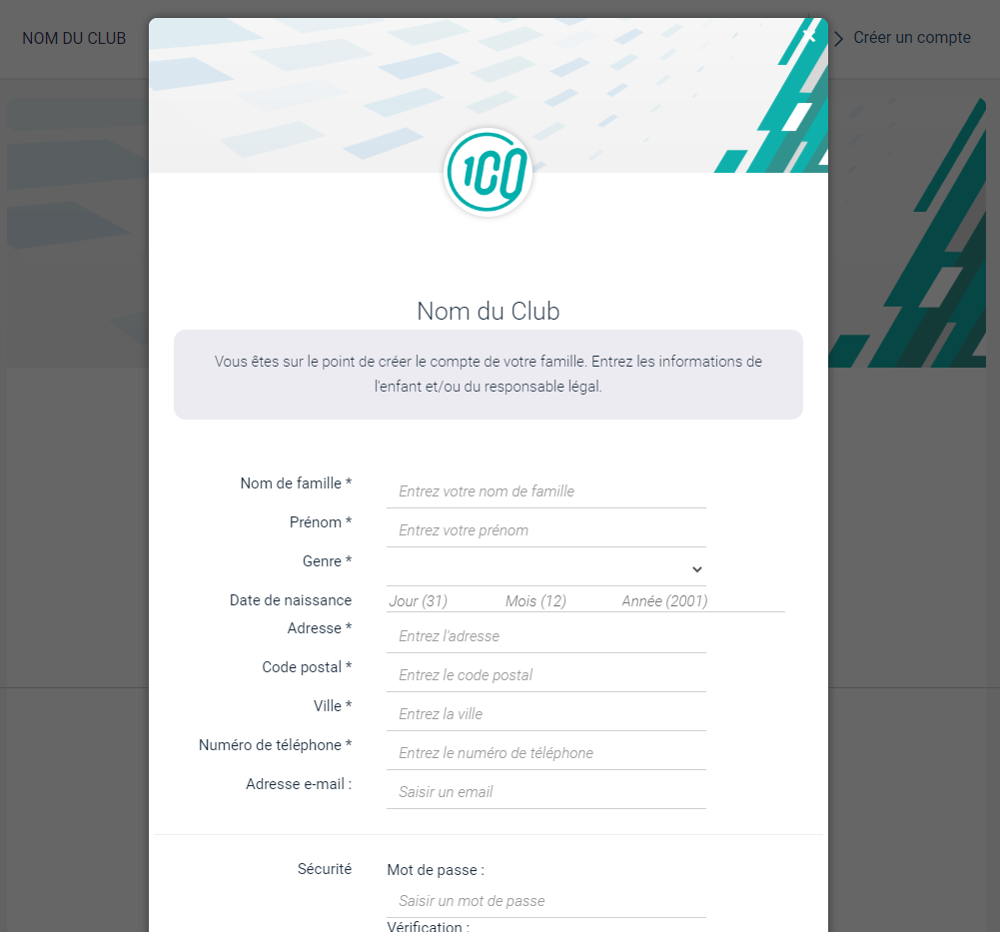 NOM DU CLUB
Créer un compte
1CO
Nom du Club
Vous êtes sur le point de créer le compte de votre famille. Entrez les informations de
l'enfant et/ou du responsable légal.
Nom de famille * Entrez votre nom de famille
Prénom * Entrez votre prénom
Genre *
Date de naissance Jour (31) Mois (12) Année (2001)
Adresse * Entrez l'adresse
Code postal * Entrez le code postal
Ville * Entrez la ville
Numéro de téléphone * Entrez le numéro de téléphone
Adresse e-mail : Saisir un email
Sécurité Mot de passe :
Saisir un mot de passe
Vérification :